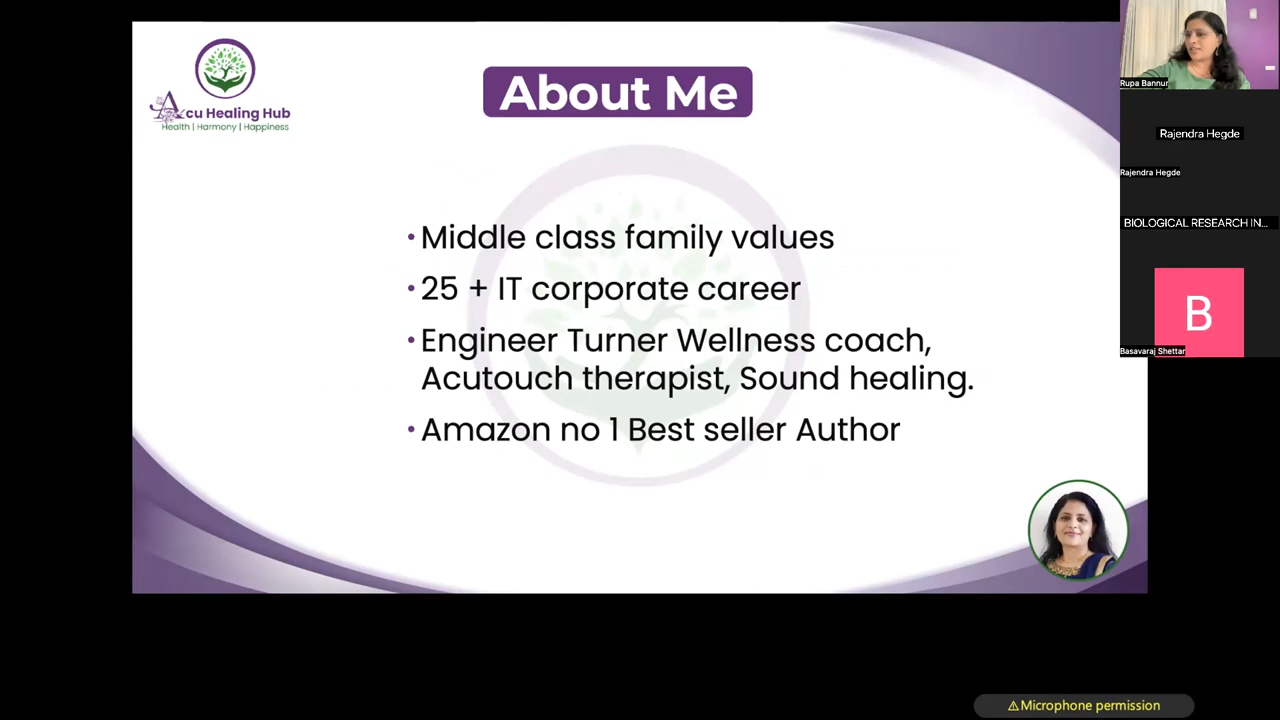 About Me
Acu Healing Hub
Health | Harmony | Happiness
• Middle class family values
• 25 + IT corporate career
• Engineer Turner Wellness coach,
Acutouch therapist, Sound healing.
• Amazon no 1 Best seller Author
Rupa Bannur
Rajendra Hegde
Rajendra Hegde
BIOLOGICAL RESEARCH IN...
B
Basavaraj Shettar
⚠Microphone permission